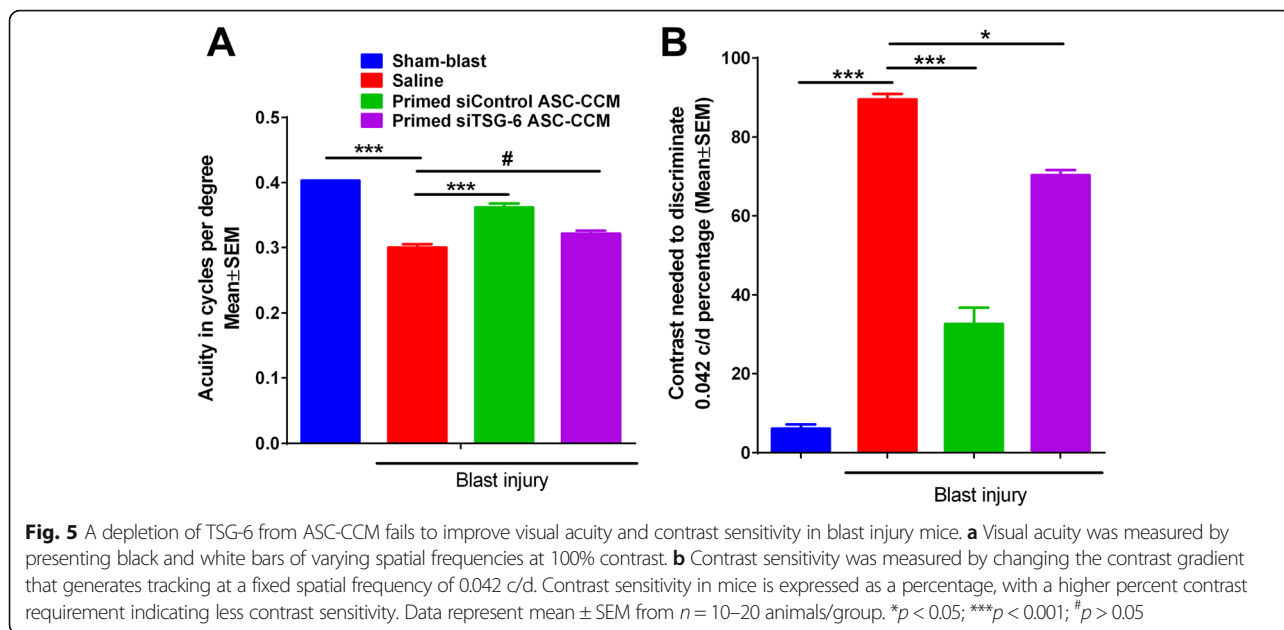 A
Sham-blast
Saline
Primed siControl ASC-CCM
Primed siTSG-6 ASC-CCM
Acuity in cycles per degree
Mean±SEM
0.5
0.4
0.3
0.2
0.1
0.0
***
***
#
Blast injury
B
Contrast needed to discriminate
0.042 c/d percentage (Mean±SEM)
100
80
60
40
20
0
***
***
*
Blast injury
Fig. 5 A depletion of TSG-6 from ASC-CCM fails to improve visual acuity and contrast sensitivity in blast injury mice. a Visual acuity was measured by
presenting black and white bars of varying spatial frequencies at 100% contrast. b Contrast sensitivity was measured by changing the contrast gradient
that generates tracking at a fixed spatial frequency of 0.042 c/d. Contrast sensitivity in mice is expressed as a percentage, with a higher percent contrast
requirement indicating less contrast sensitivity. Data represent mean ± SEM from n = 10–20 animals/group. *p < 0.05; ***p < 0.001; #p > 0.05